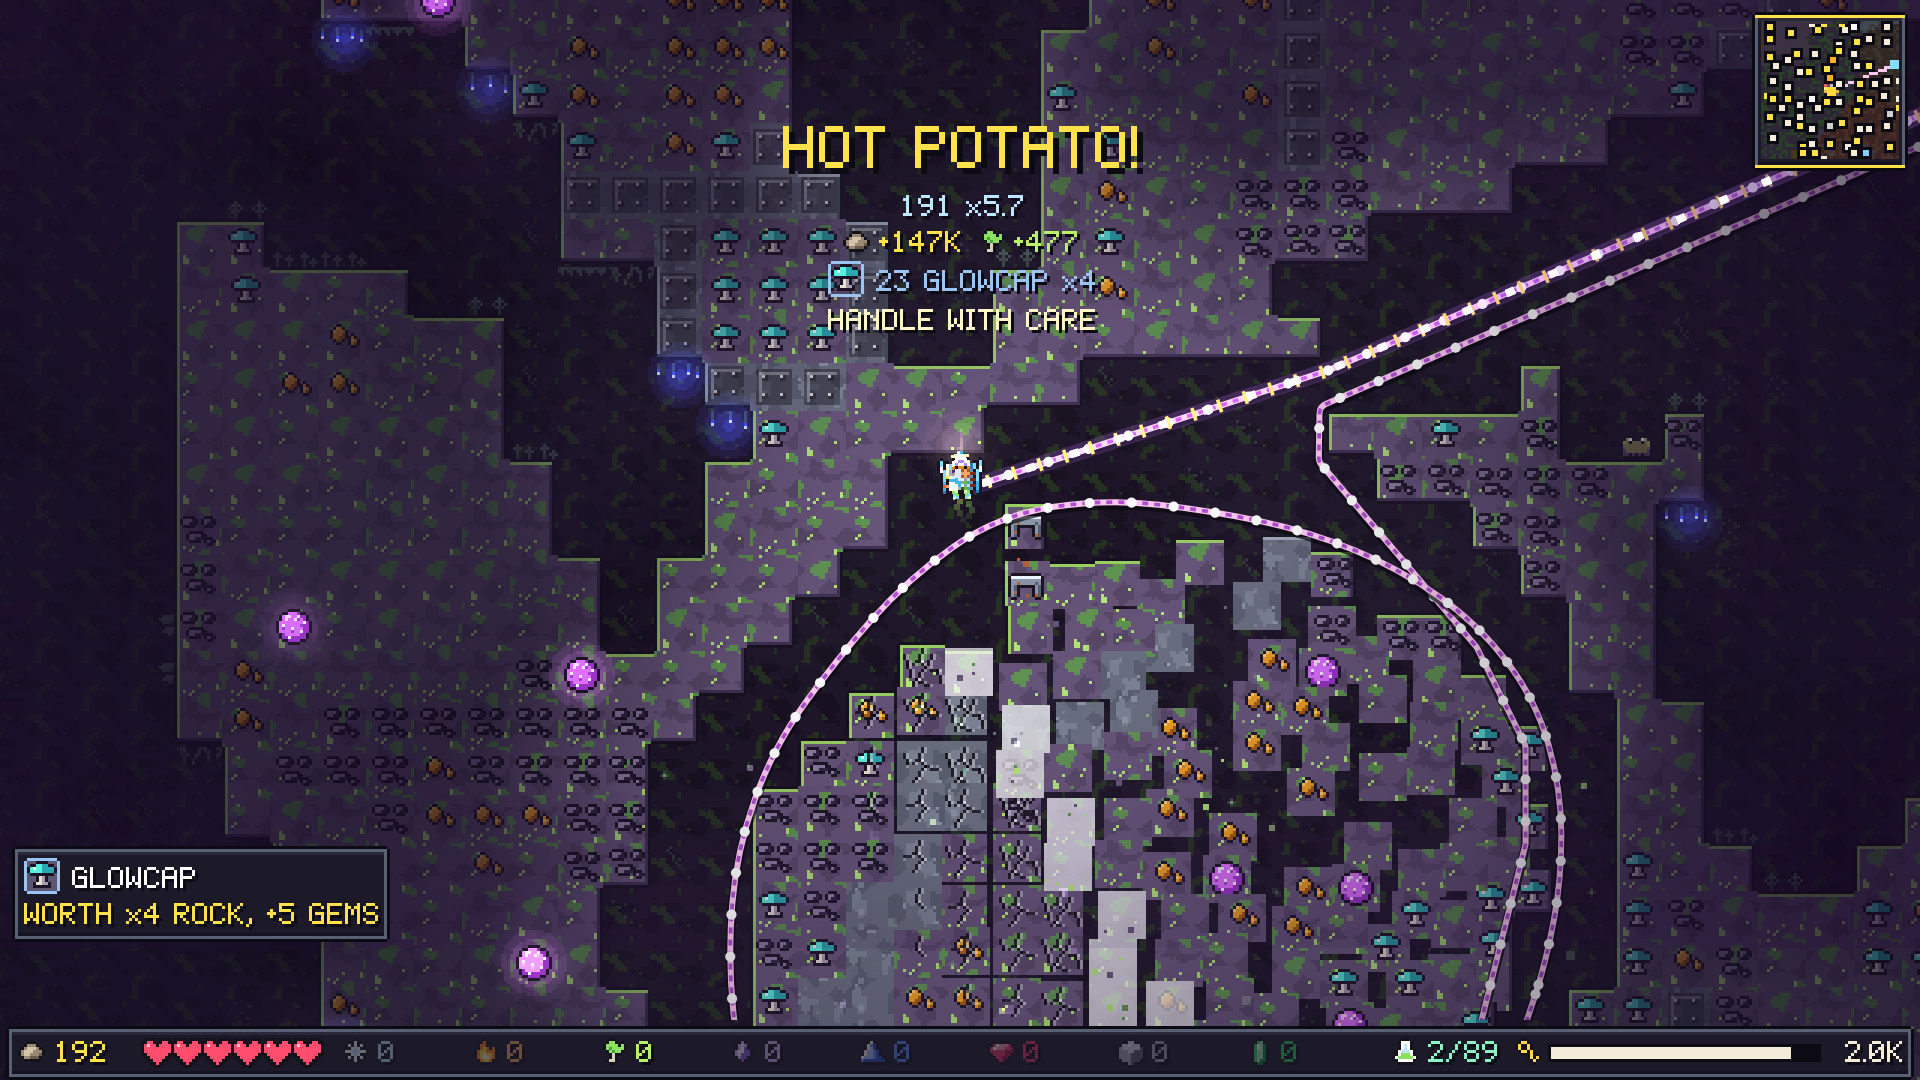 HOT POTATO!
191 x5.7
+147K +477
23 GLOWCAP x4
HANDLE WITH CARE
GLOWCAP
WORTH x4 ROCK, +5 GEMS
192 0 0 0 0 0 0 0 0 2/89 2.0K